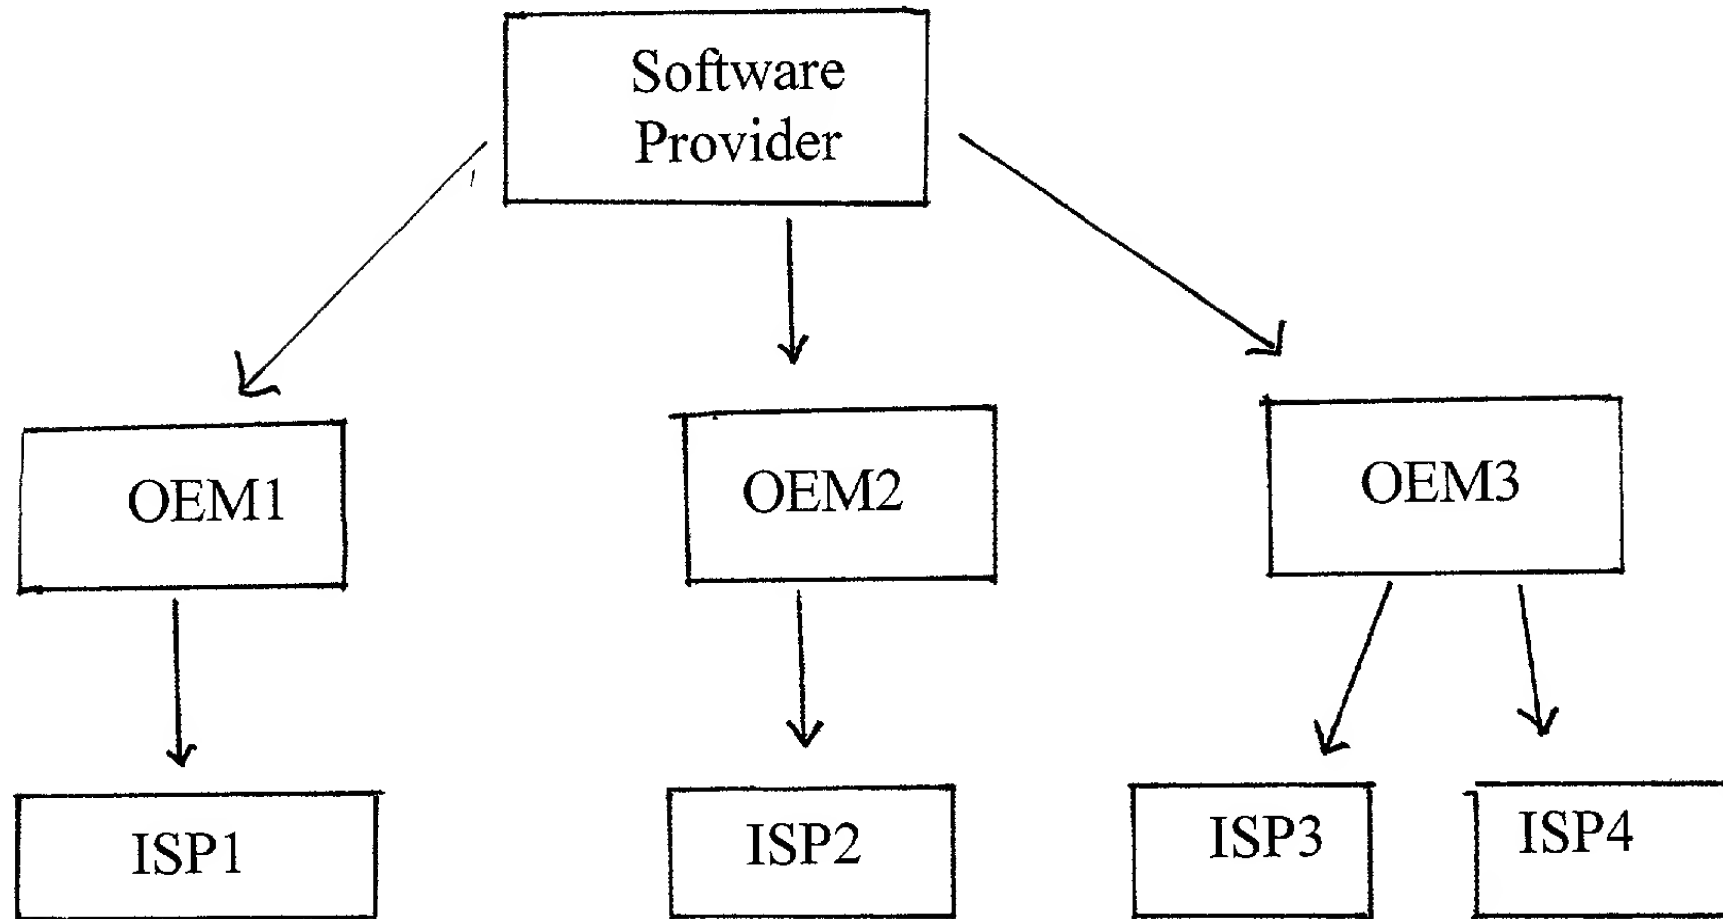 Software
Provider
OEM1
OEM2
OEM3
ISP1
ISP2
ISP3
ISP4